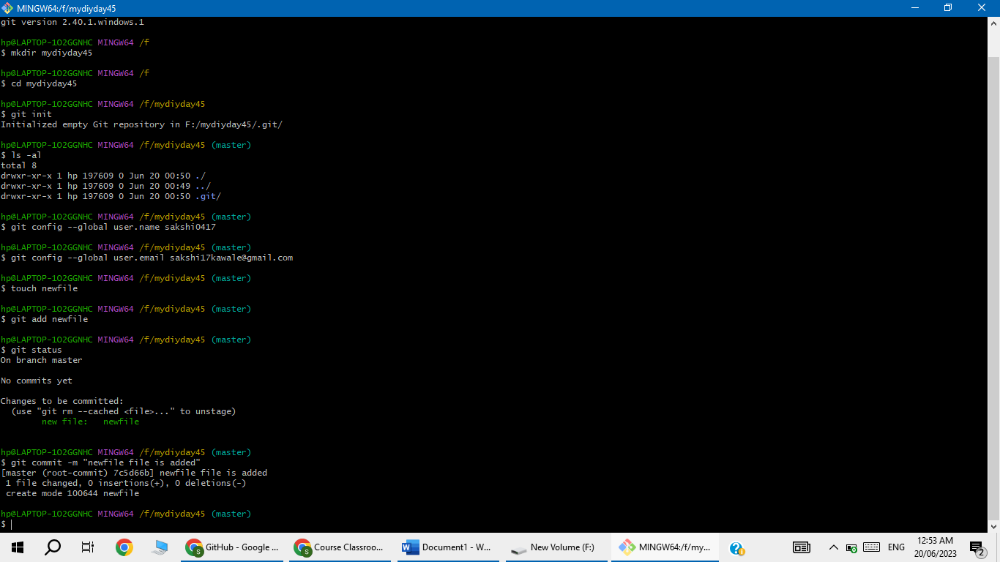 MINGW64:/f/mydiyday45
git version 2.40.1.windows.1
hp@LAPTOP-1O2GGNHC MINGW64 /f
$ mkdir mydiyday45
hp@LAPTOP-1O2GGNHC MINGW64 /f
$ cd mydiyday45
hp@LAPTOP-1O2GGNHC MINGW64 /f/mydiyday45
$ git init
Initialized empty Git repository in F:/mydiyday45/.git/
hp@LAPTOP-1O2GGNHC MINGW64 /f/mydiyday45 (master)
$ ls -al
total 8
drwxr-xr-x 1 hp 197609 0 Jun 20 00:50 ./
drwxr-xr-x 1 hp 197609 0 Jun 20 00:49 ../
drwxr-xr-x 1 hp 197609 0 Jun 20 00:50 .git/
hp@LAPTOP-1O2GGNHC MINGW64 /f/mydiyday45 (master)
$ git config --global user.name sakshi0417
hp@LAPTOP-1O2GGNHC MINGW64 /f/mydiyday45 (master)
$ git config --global user.email sakshi17kawale@gmail.com
hp@LAPTOP-1O2GGNHC MINGW64 /f/mydiyday45 (master)
$ touch newfile
hp@LAPTOP-1O2GGNHC MINGW64 /f/mydiyday45 (master)
$ git add newfile
hp@LAPTOP-1O2GGNHC MINGW64 /f/mydiyday45 (master)
$ git status
On branch master
No commits yet
Changes to be committed:
  (use "git rm --cached <file>..." to unstage)
        new file:   newfile
hp@LAPTOP-1O2GGNHC MINGW64 /f/mydiyday45 (master)
$ git commit -m "newfile file is added"
[master (root-commit) 7c5d66b] newfile file is added
 1 file changed, 0 insertions(+), 0 deletions(-)
 create mode 100644 newfile
hp@LAPTOP-1O2GGNHC MINGW64 /f/mydiyday45 (master)
$
S GitHub - Google ... S Course Classroo... Document1 - W... New Volume (F:) MINGW64:/f/my... ENG 12:53 AM
20/06/2023 2